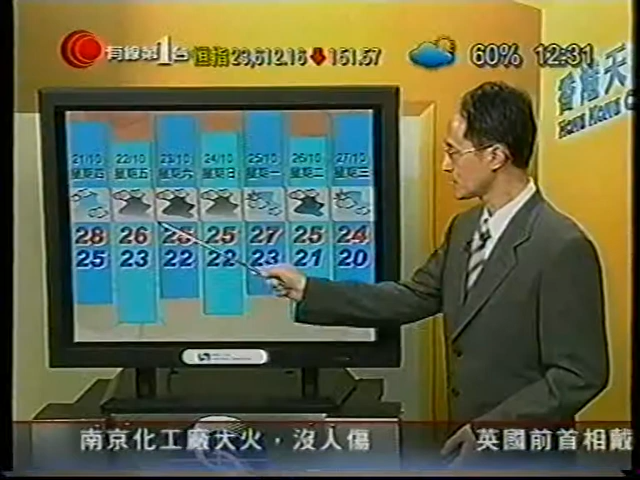 有線第1台 恒指23,612.16 151.57 60% 12:31
香港天
HONG KONG
21/10 22/10 23/10 24/10 25/10 26/10 27/10
星期四 星期五 星期六 星期日 星期一 星期二 星期三
28 26 25 25 27 25 24
25 23 22 22 23 21 20
南京化工廠大火，沒人傷 英國前首相戴